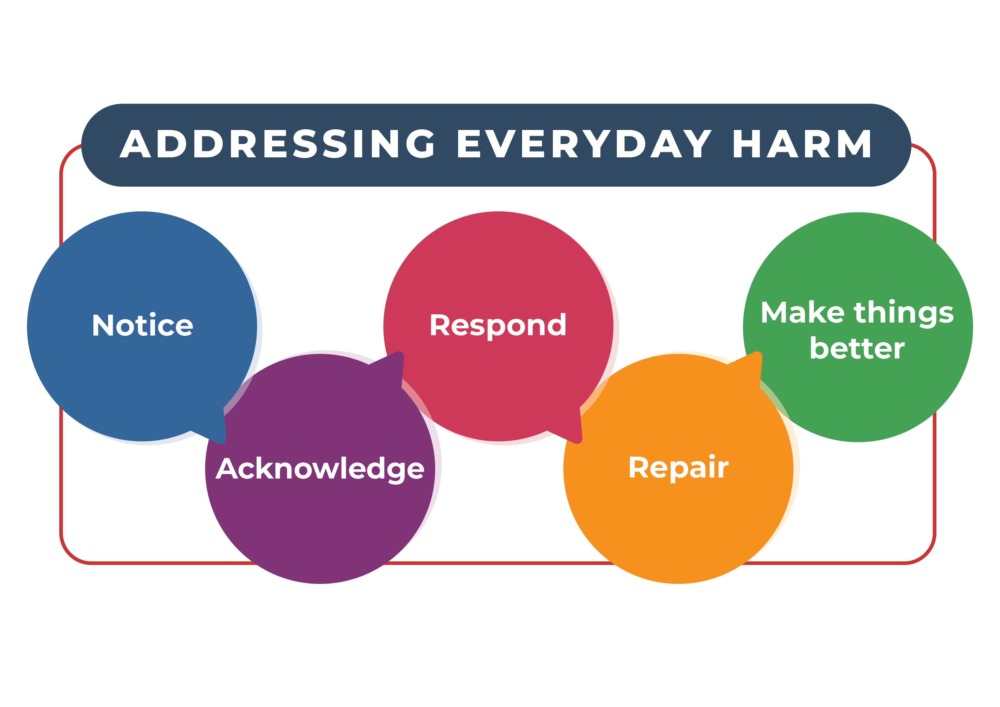 ADDRESSING EVERYDAY HARM
Notice
Acknowledge
Respond
Repair
Make things
better